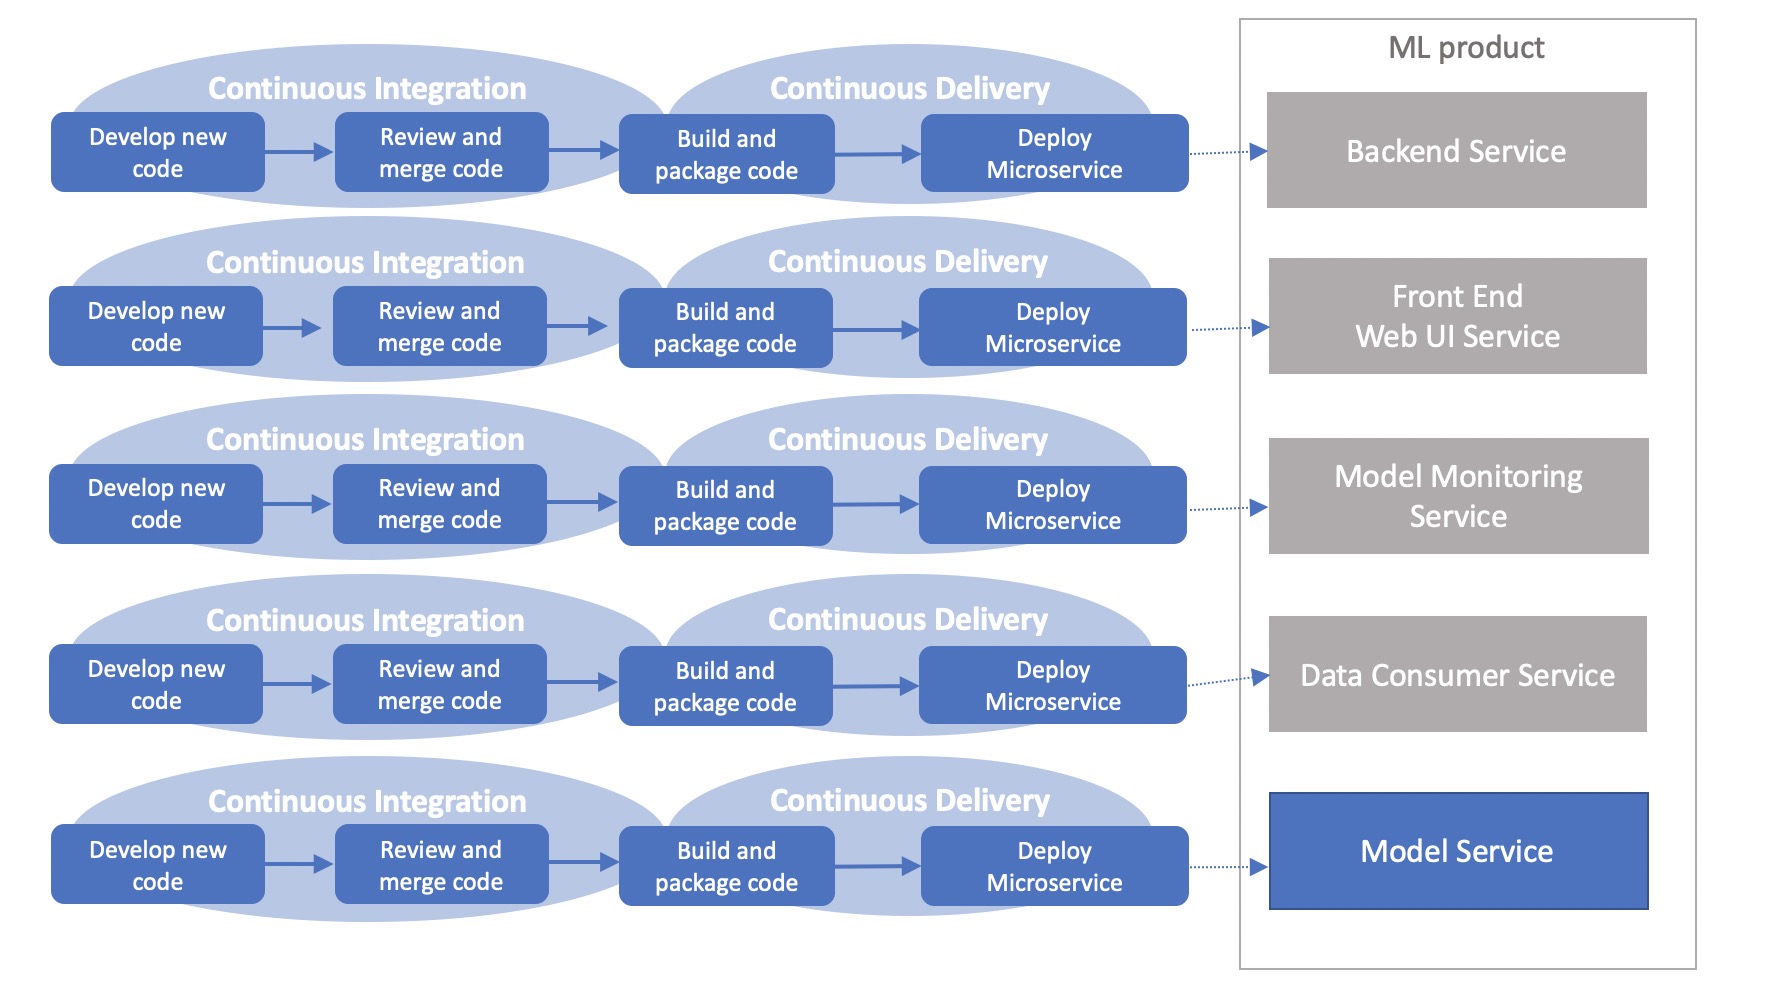 ML product
Continuous Integration
Continuous Delivery
Develop new
code
Review and
merge code
Build and
package code
Deploy
Microservice
Backend Service
Continuous Integration
Continuous Delivery
Develop new
code
Review and
merge code
Build and
package code
Deploy
Microservice
Front End
Web UI Service
Continuous Integration
Continuous Delivery
Develop new
code
Review and
merge code
Build and
package code
Deploy
Microservice
Model Monitoring
Service
Continuous Integration
Continuous Delivery
Develop new
code
Review and
merge code
Build and
package code
Deploy
Microservice
Data Consumer Service
Continuous Integration
Continuous Delivery
Develop new
code
Review and
merge code
Build and
package code
Deploy
Microservice
Model Service